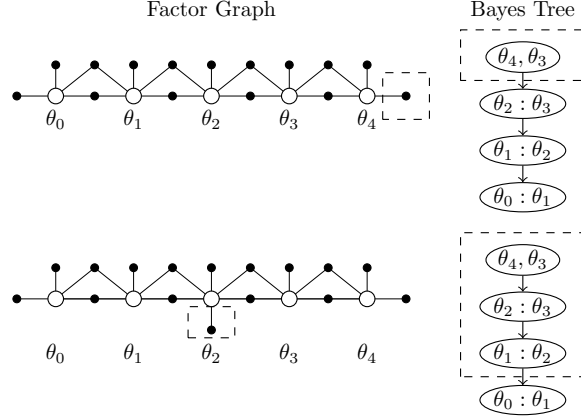 Factor Graph Bayes Tree
θ₄, θ₃
θ₀ θ₁ θ₂ θ₃ θ₄
θ₂ : θ₃
θ₁ : θ₂
θ₀ : θ₁
θ₄, θ₃
θ₂ : θ₃
θ₀ θ₁ θ₂ θ₃ θ₄
θ₁ : θ₂
θ₀ : θ₁